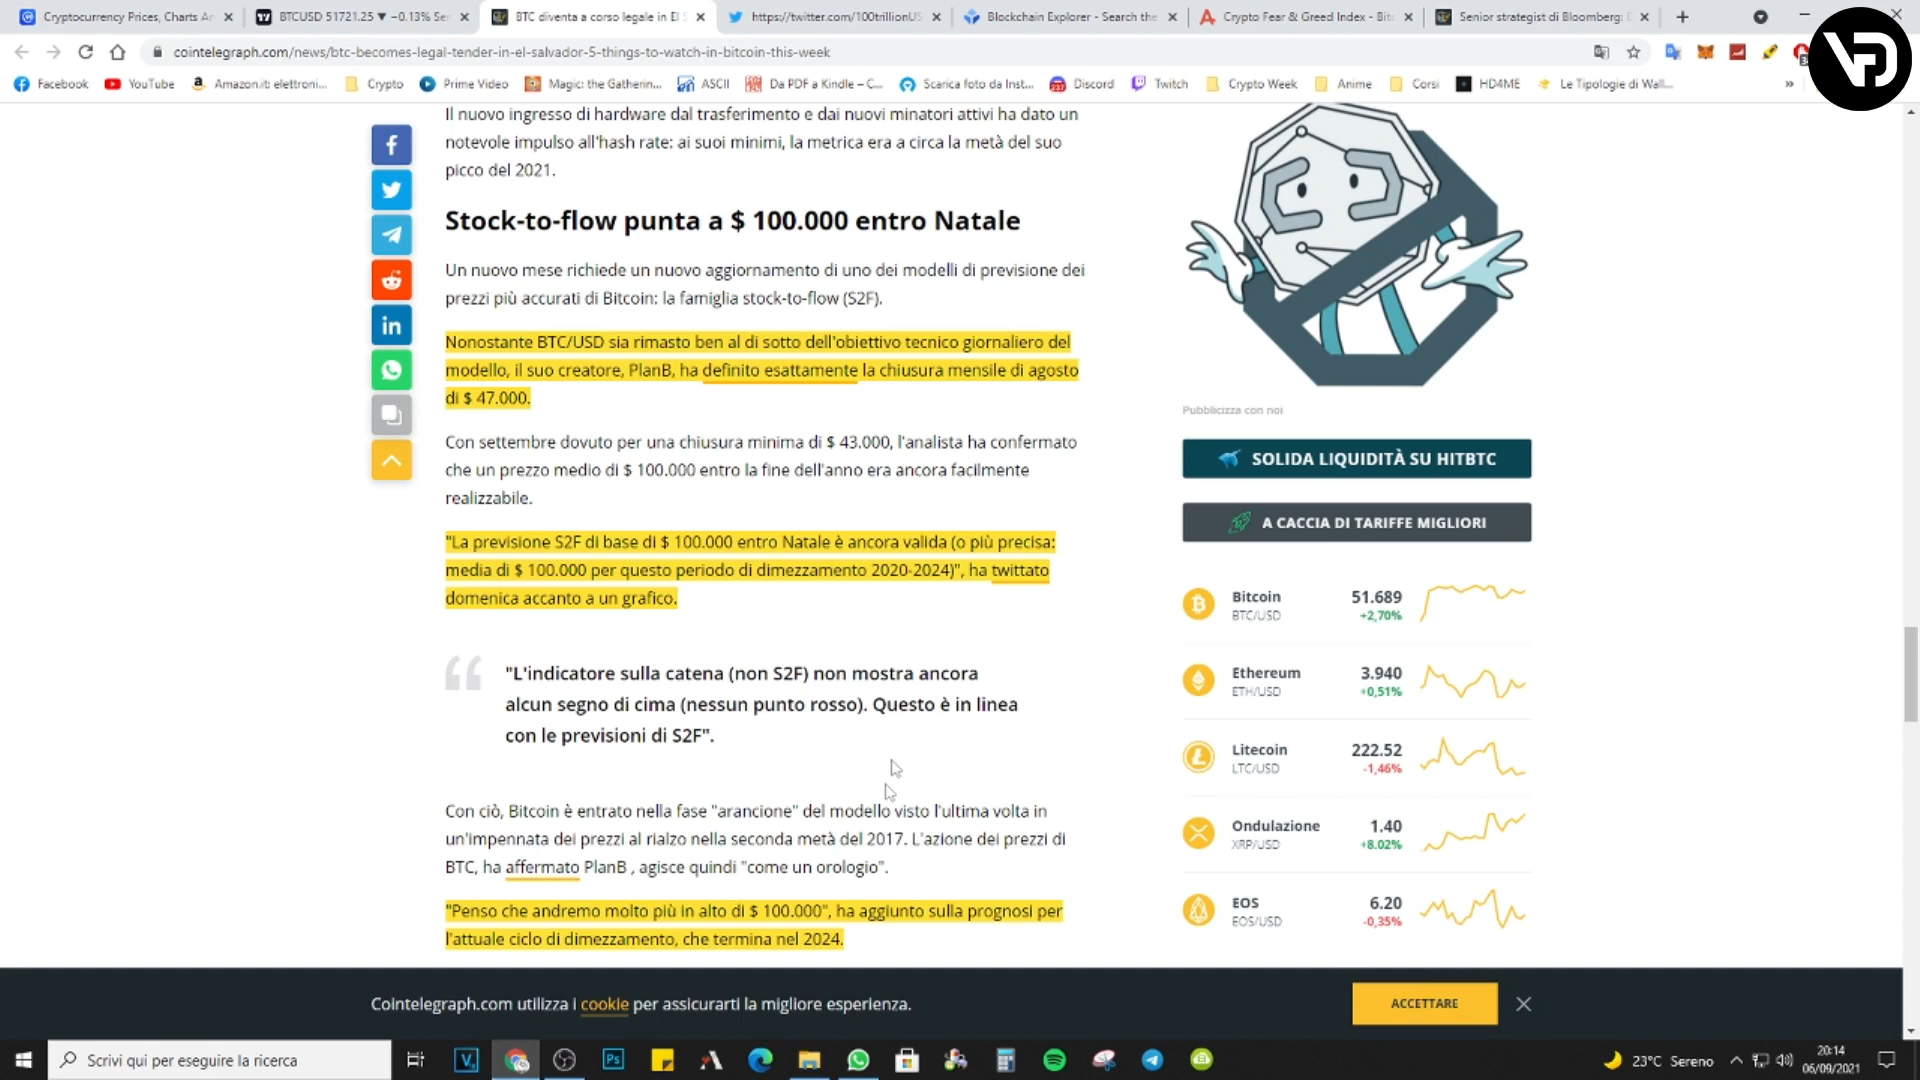 Cryptocurrency Prices, Charts An
BTCUSD 51721.25 ▼ −0.13% Ser
BTC diventa a corso legale in El S
https://twitter.com/100trillionUS
Blockchain Explorer - Search the
Crypto Fear & Greed Index - Bitc
Senior strategist di Bloomberg: E
cointelegraph.com/news/btc-becomes-legal-tender-in-el-salvador-5-things-to-watch-in-bitcoin-this-week
Facebook
YouTube
Amazon.it: elettroni...
Crypto
Prime Video
Magic: the Gatherin...
ASCII
Da PDF a Kindle – C...
Scarica foto da Inst...
Discord
Twitch
Crypto Week
Anime
Corsi
HD4ME
Le Tipologie di Wall...
»
Il nuovo ingresso di hardware dal trasferimento e dai nuovi minatori attivi ha dato un
notevole impulso all'hash rate: ai suoi minimi, la metrica era a circa la metà del suo
picco del 2021.
Stock-to-flow punta a $ 100.000 entro Natale
Un nuovo mese richiede un nuovo aggiornamento di uno dei modelli di previsione dei
prezzi più accurati di Bitcoin: la famiglia stock-to-flow (S2F).
Nonostante BTC/USD sia rimasto ben al di sotto dell'obiettivo tecnico giornaliero del
modello, il suo creatore, PlanB, ha definito esattamente la chiusura mensile di agosto
di $ 47.000.
Con settembre dovuto per una chiusura minima di $ 43.000, l'analista ha confermato
che un prezzo medio di $ 100.000 entro la fine dell'anno era ancora facilmente
realizzabile.
"La previsione S2F di base di $ 100.000 entro Natale è ancora valida (o più precisa:
media di $ 100.000 per questo periodo di dimezzamento 2020-2024)", ha twittato
domenica accanto a un grafico.
"L'indicatore sulla catena (non S2F) non mostra ancora
alcun segno di cima (nessun punto rosso). Questo è in linea
con le previsioni di S2F".
Con ciò, Bitcoin è entrato nella fase "arancione" del modello visto l'ultima volta in
un'impennata dei prezzi al rialzo nella seconda metà del 2017. L'azione dei prezzi di
BTC, ha affermato PlanB , agisce quindi "come un orologio".
"Penso che andremo molto più in alto di $ 100.000", ha aggiunto sulla prognosi per
l'attuale ciclo di dimezzamento, che termina nel 2024.
Pubblicizza con noi
SOLIDA LIQUIDITÀ SU HITBTC
A CACCIA DI TARIFFE MIGLIORI
Bitcoin 51.689
BTC/USD +2,70%
Ethereum 3.940
ETH/USD +0,51%
Litecoin 222.52
LTC/USD -1,46%
Ondulazione 1.40
XRP/USD +8.02%
EOS 6.20
EOS/USD -0,35%
Cointelegraph.com utilizza i cookie per assicurarti la migliore esperienza.
ACCETTARE
Scrivi qui per eseguire la ricerca
23°C Sereno
20:14
06/09/2021